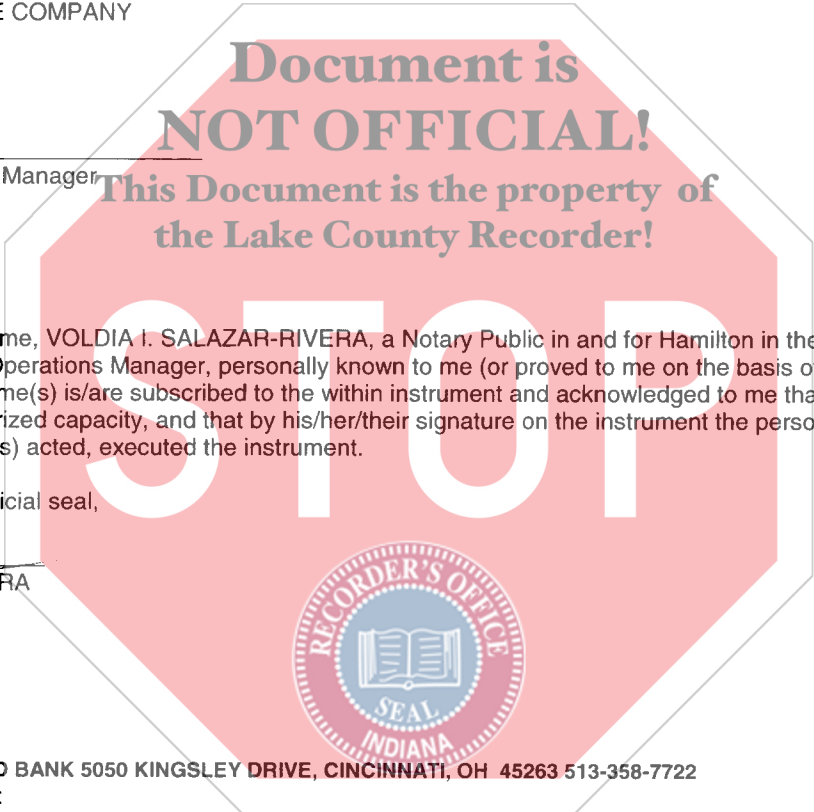 COMPANY
Document is
NOT OFFICIAL!
Manager
This Document is the property of
the Lake County Recorder!
STOP
me, VOLDIA I. SALAZAR-RIVERA, a Notary Public in and for Hamilton in the
Operations Manager, personally known to me (or proved to me on the basis o
me(s) is/are subscribed to the within instrument and acknowledged to me tha
rized capacity, and that by his/her/their signature on the instrument the perso
s) acted, executed the instrument.
icial seal,
RA
RECORDER'S OFFICE
SEAL
INDIANA
BANK 5050 KINGSLEY DRIVE, CINCINNATI, OH 45263 513-358-7722